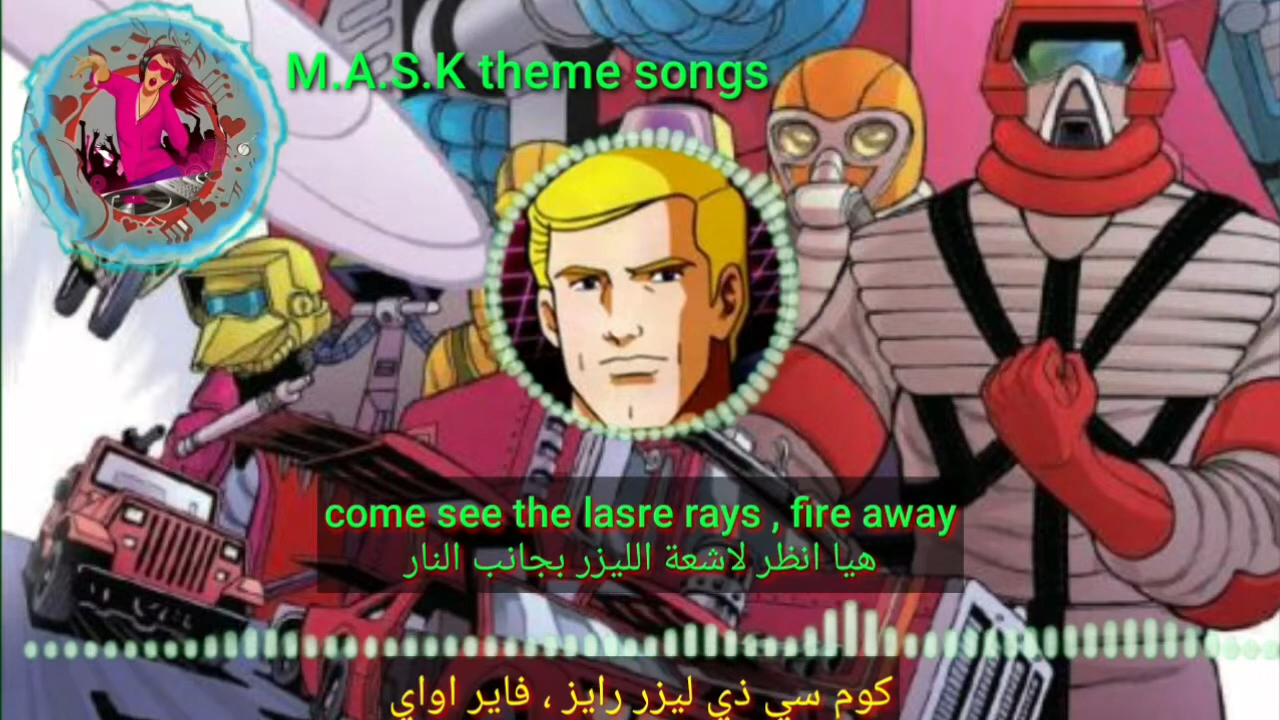 M.A.S.K theme songs
come see the lasre rays , fire away
هيا انظر لاشعة الليزر بجانب النار
كوم سي ذي ليزر رايز ، فاير اواي